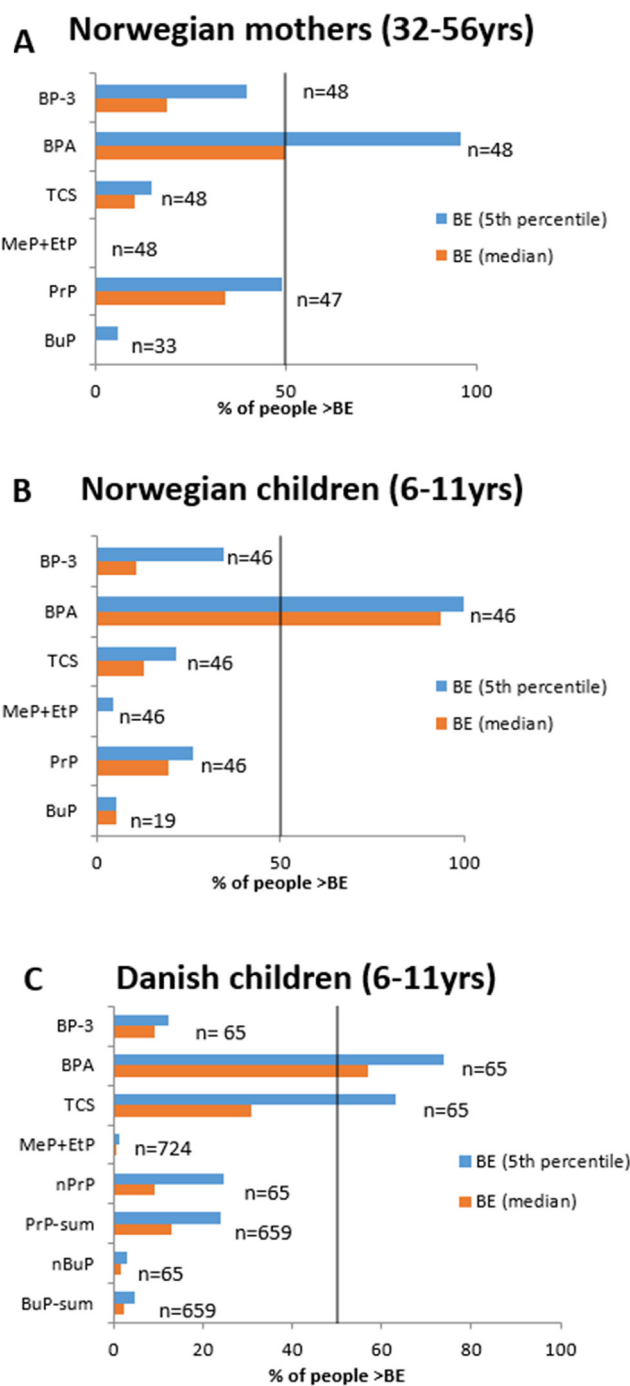 A Norwegian mothers (32-56yrs)
BP-3 n=48
BPA n=48
TCS n=48
MeP+EtP n=48
PrP n=47
BuP n=33
BE (5th percentile)
BE (median)
0 50 100
% of people >BE
B Norwegian children (6-11yrs)
BP-3 n=46
BPA n=46
TCS n=46
MeP+EtP n=46
PrP n=46
BuP n=19
BE (5th percentile)
BE (median)
0 50 100
% of people >BE
C Danish children (6-11yrs)
BP-3 n= 65
BPA n=65
TCS n=65
MeP+EtP n=724
nPrP n=65
PrP-sum n=659
nBuP n=65
BuP-sum n=659
BE (5th percentile)
BE (median)
0 20 40 60 80 100
% of people >BE